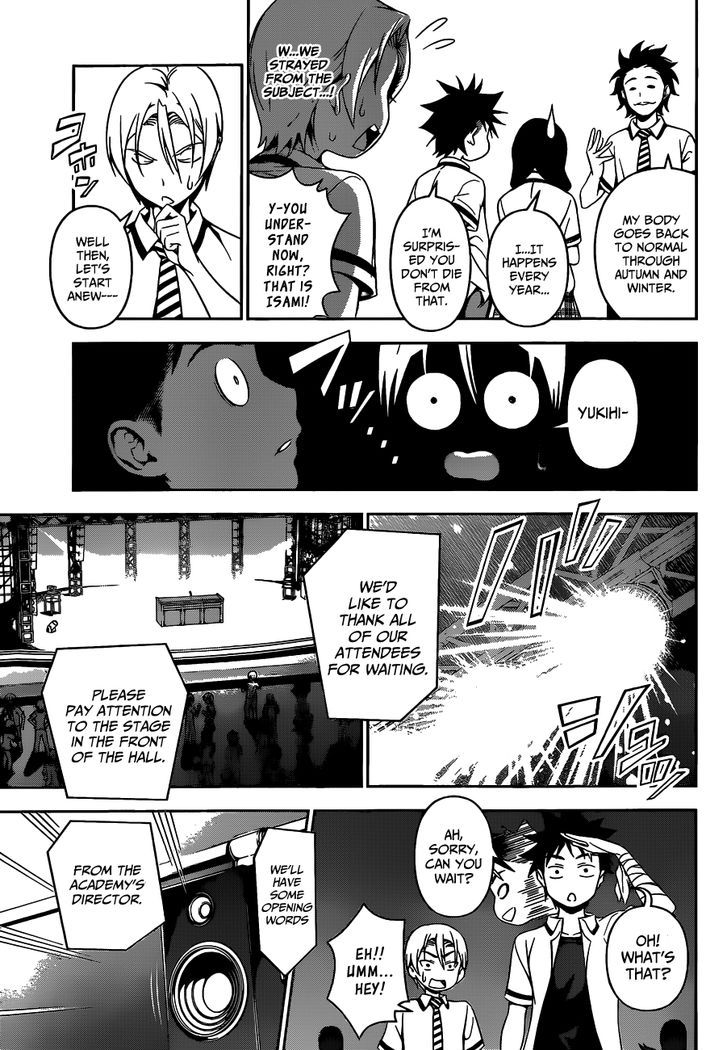 MY BODY
GOES BACK
TO NORMAL
THROUGH
AUTUMN AND
WINTER.
I...IT
HAPPENS
EVERY
YEAR...
I'M
SURPRIS-
ED YOU
DON'T DIE
FROM
THAT.
W...WE
STRAYED
FROM THE
SUBJECT...!
Y-YOU
UNDER-
STAND
NOW,
RIGHT?
THAT IS
ISAMI!
コホン
WELL
THEN,
LET'S
START
ANEW---
YUKIHI-
WE'D
LIKE TO
THANK ALL
OF OUR
ATTENDEES
FOR WAITING.
PLEASE
PAY ATTENTION
TO THE STAGE
IN THE FRONT
OF THE HALL.
OH!
WHAT'S
THAT?
AH,
SORRY,
CAN YOU
WAIT?
EH!!
UMM...
HEY!
WE'LL
HAVE
SOME
OPENING
WORDS
FROM THE
ACADEMY'S
DIRECTOR.